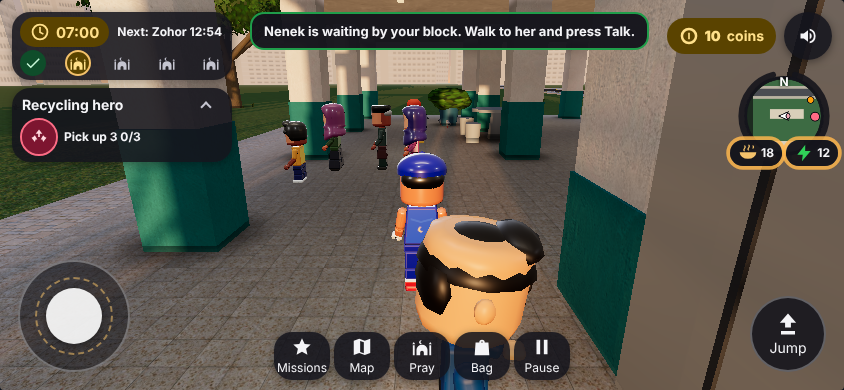 07:00
Next: Zohor 12:54
Nenek is waiting by your block. Walk to her and press Talk.
10 coins
Recycling hero
Pick up 3 0/3
N
18
12
Missions
Map
Pray
Bag
Pause
Jump